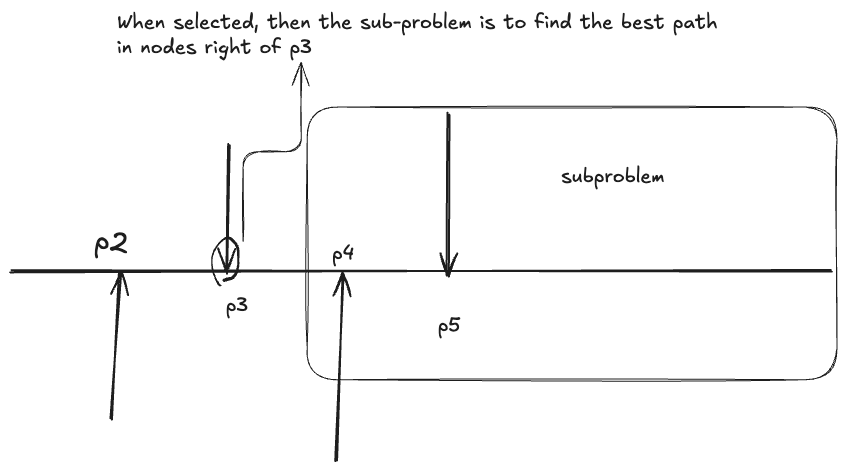 When selected, then the sub-problem is to find the best path
in nodes right of p3
subproblem
p2
p4
p3
p5